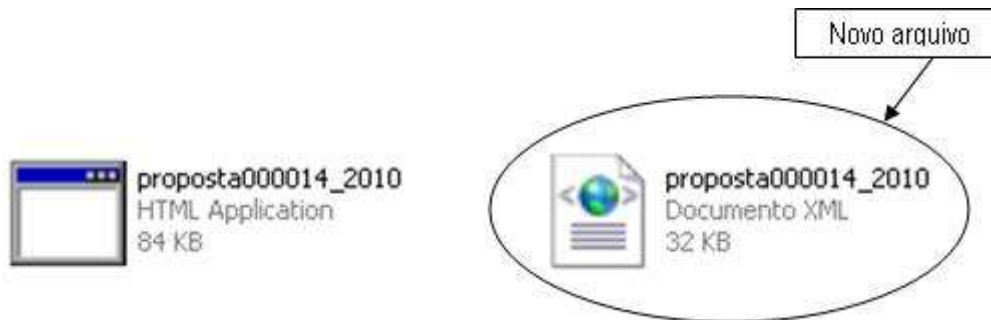 Novo arquivo
proposta000014_2010
HTML Application
84 KB
proposta000014_2010
Documento XML
32 KB